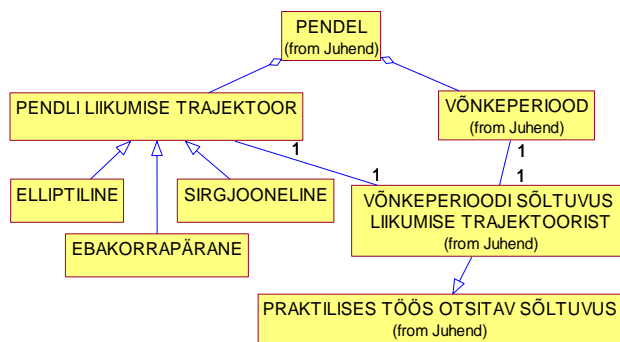 PENDEL
(from Juhend)
PENDLI LIIKUMISE TRAJEKTOOR
VÕNKEPERIOOD
(from Juhend)
1
1
1
1
ELLIPTILINE
SIRGJOONELINE
EBAKORRAPÄRANE
VÕNKEPERIOODI SÕLTUVUS
LIIKUMISE TRAJEKTOORIST
(from Juhend)
PRAKTILISES TÖÖS OTSITAV SÕLTUVUS
(from Juhend)